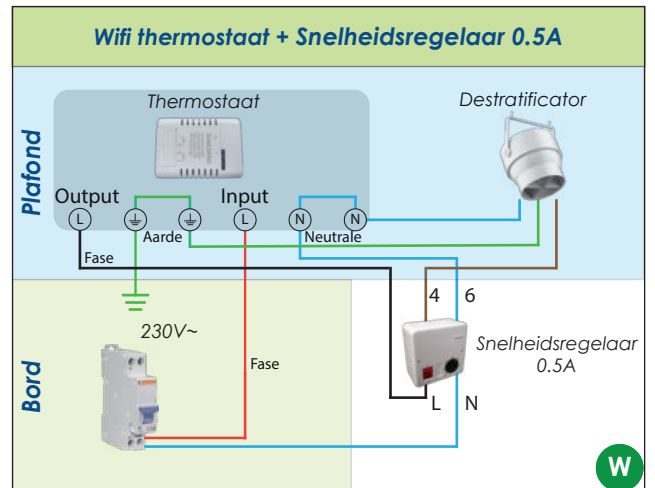 Wifi thermostaat + Snelheidsregelaar 0.5A
Plafond
Thermostaat
Destratificator
Output
Input
L
L
N
N
Aarde
Neutrale
Fase
4
6
230V~
Fase
Snelheidsregelaar
0.5A
Bord
L
N
W